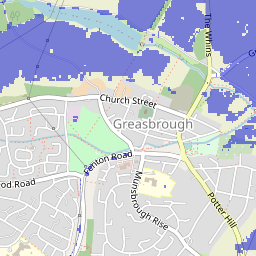 The Whins
Church Street
Greasbrough
Fenton Road
od Road
Munsbrough Rise
Potter Hill